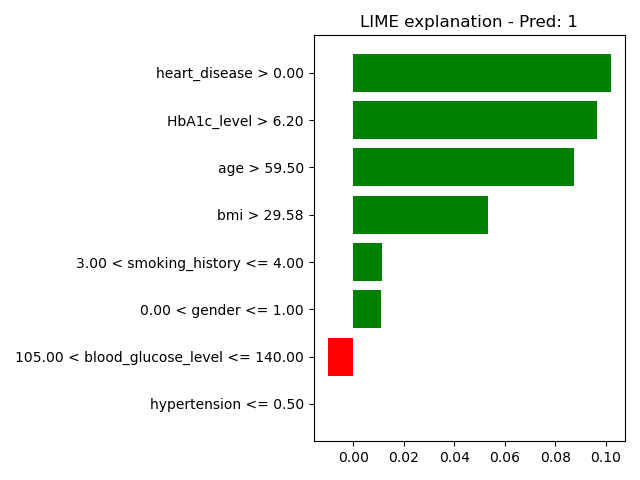 LIME explanation - Pred: 1
heart_disease > 0.00
HbA1c_level > 6.20
age > 59.50
bmi > 29.58
3.00 < smoking_history <= 4.00
0.00 < gender <= 1.00
105.00 < blood_glucose_level <= 140.00
hypertension <= 0.50
0.00 0.02 0.04 0.06 0.08 0.10